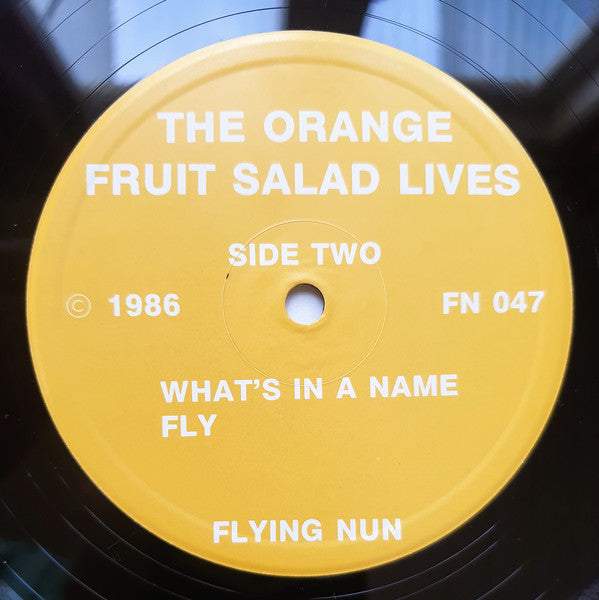 THE ORANGE
FRUIT SALAD LIVES
SIDE TWO
© 1986 FN 047
WHAT'S IN A NAME
FLY
FLYING NUN